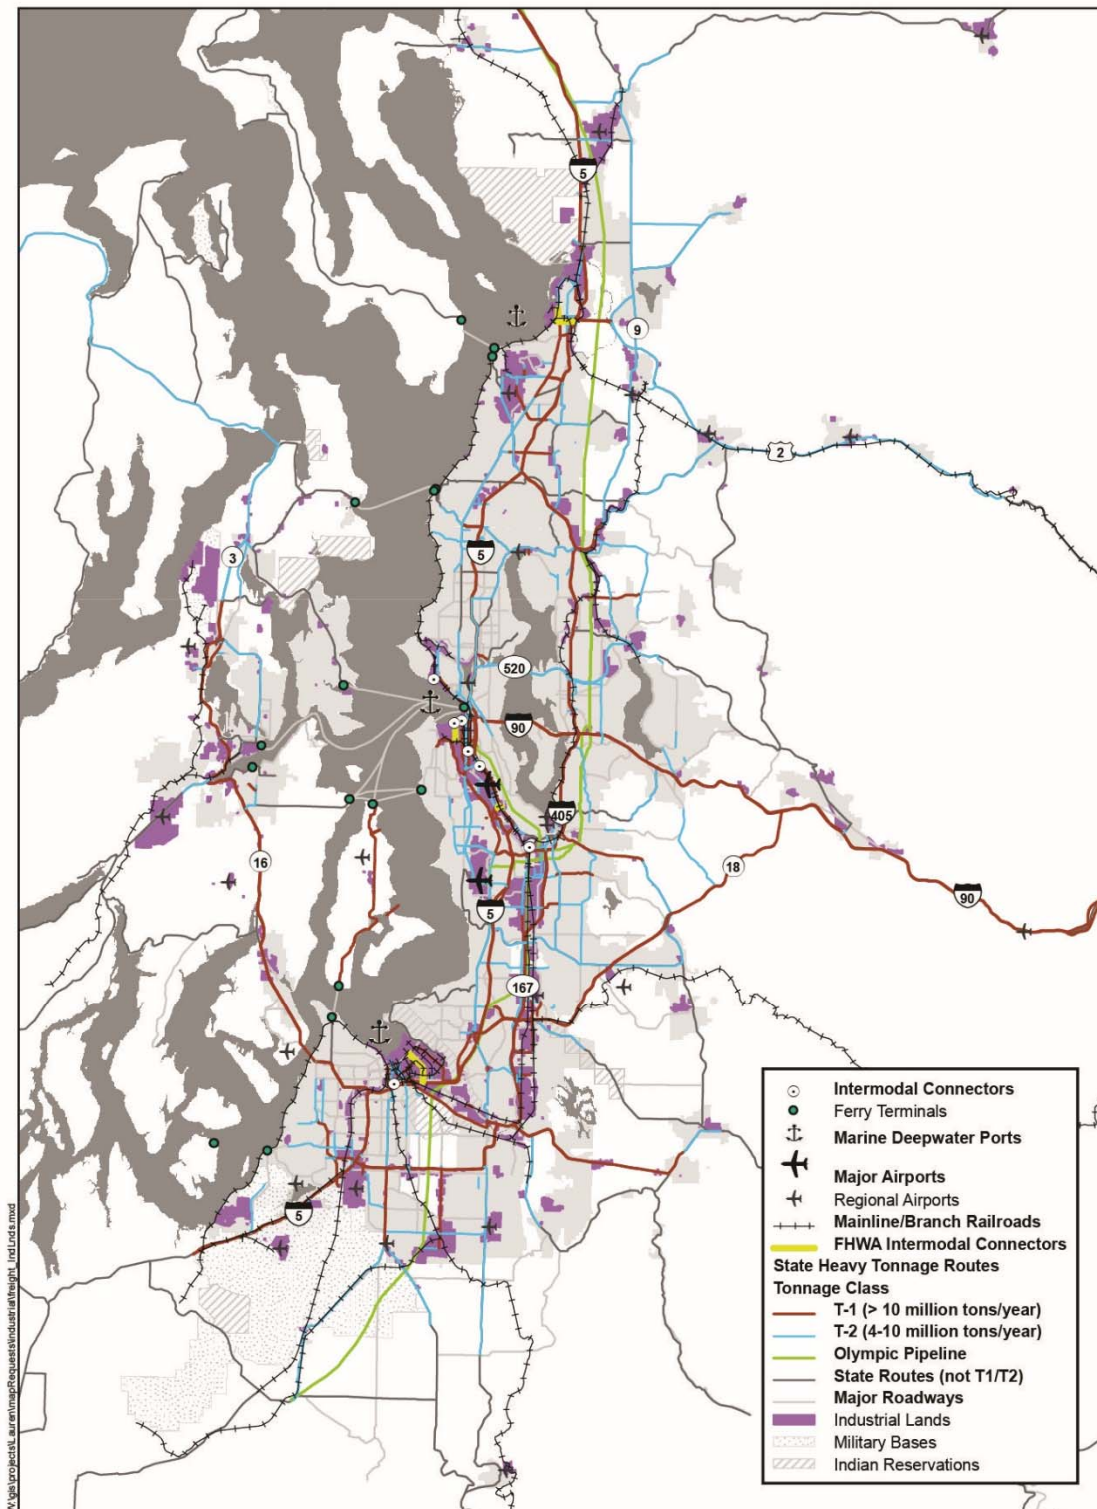 5
9
2
3
5
520
90
405
16
18
5
90
167
5
Intermodal Connectors
Ferry Terminals
Marine Deepwater Ports
Major Airports
Regional Airports
Mainline/Branch Railroads
FHWA Intermodal Connectors
State Heavy Tonnage Routes
Tonnage Class
T-1 (> 10 million tons/year)
T-2 (4-10 million tons/year)
Olympic Pipeline
State Routes (not T1/T2)
Major Roadways
Industrial Lands
Military Bases
Indian Reservations